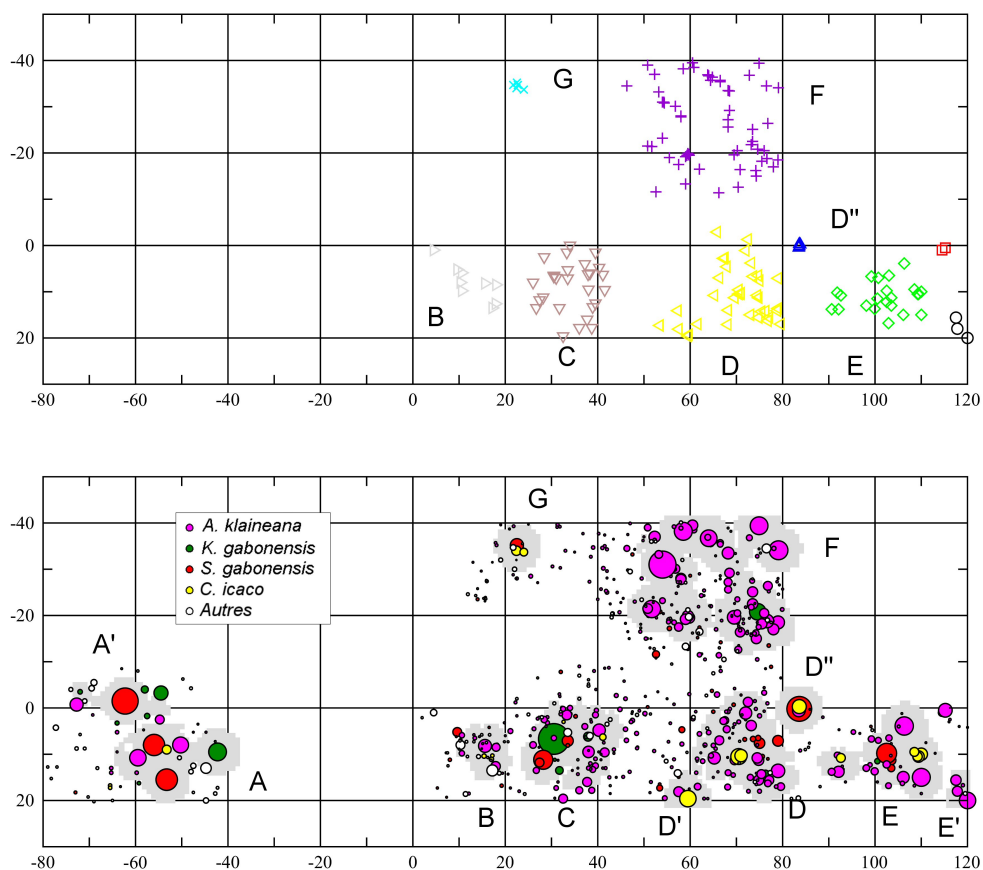 -40
G
F
-20
D"
0
B
C
D
E
20
-80
-60
-40
-20
0
20
40
60
80
100
120
G
-40
A. klaineana
K. gabonensis
S. gabonensis
C. icaco
Autres
F
-20
A'
D"
0
A
20
B
C
D'
D
E
E'
-80
-60
-40
-20
0
20
40
60
80
100
120